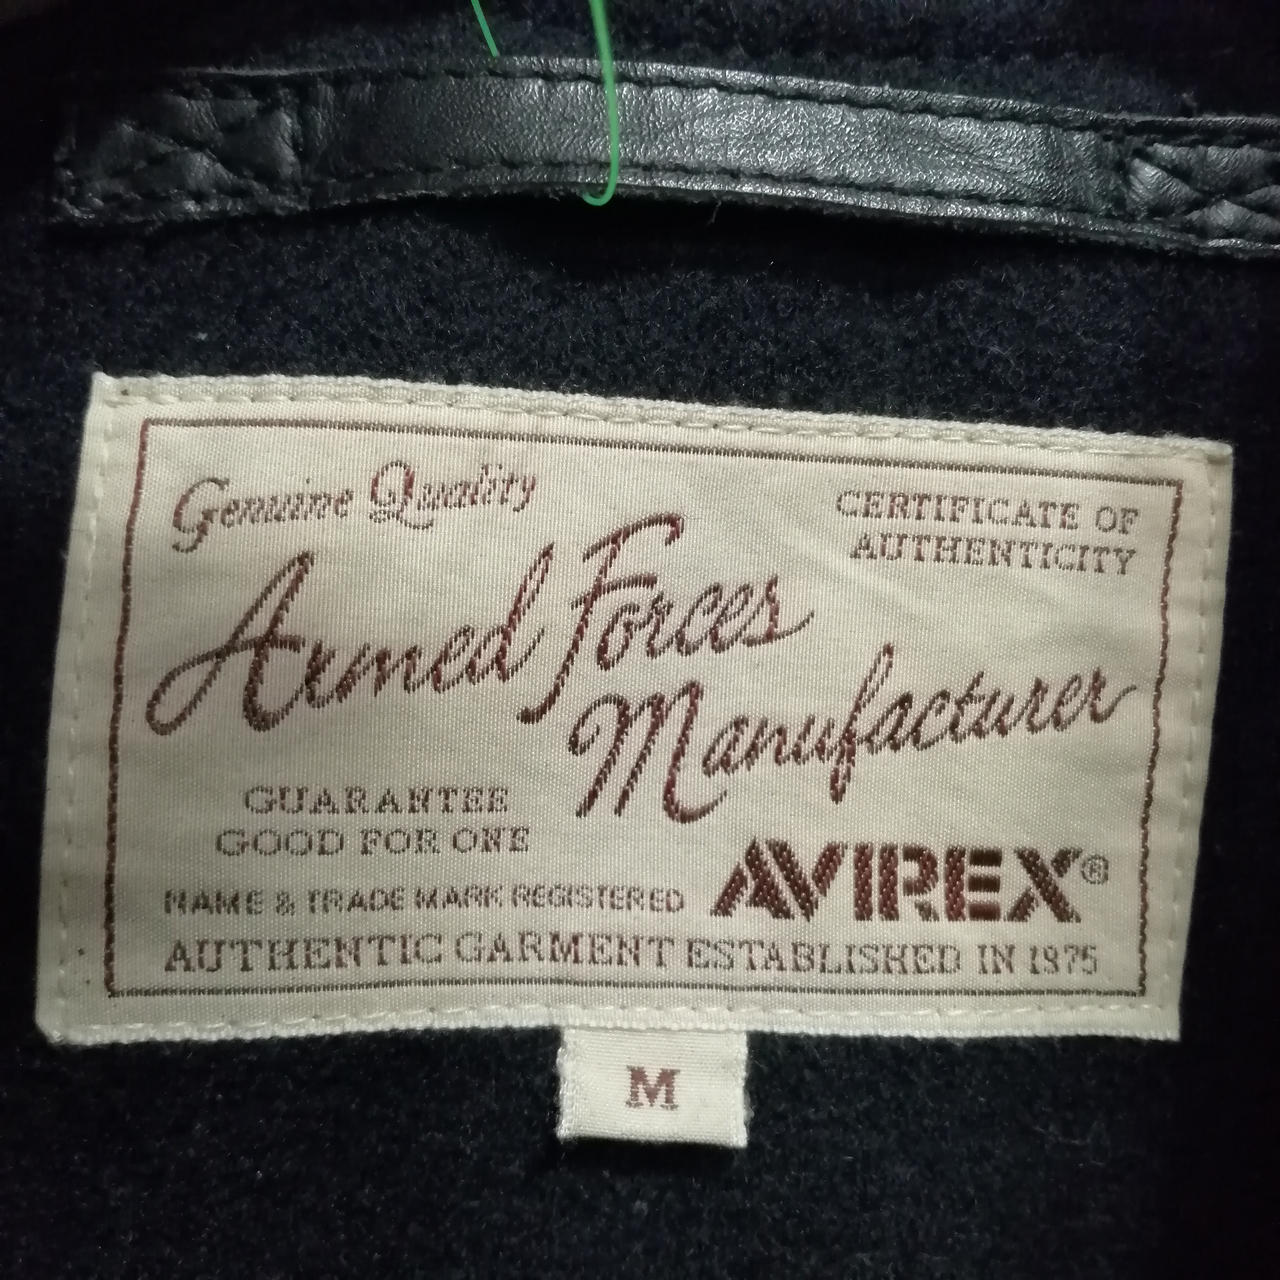 Genuine Quality
CERTIFICATE OF
AUTHENTICITY
Armed Forces
Manufacturer
GUARANTEE
GOOD FOR ONE
NAME & TRADE MARK REGISTERED
AVIREX®
AUTHENTIC GARMENT ESTABLISHED IN 1975
M